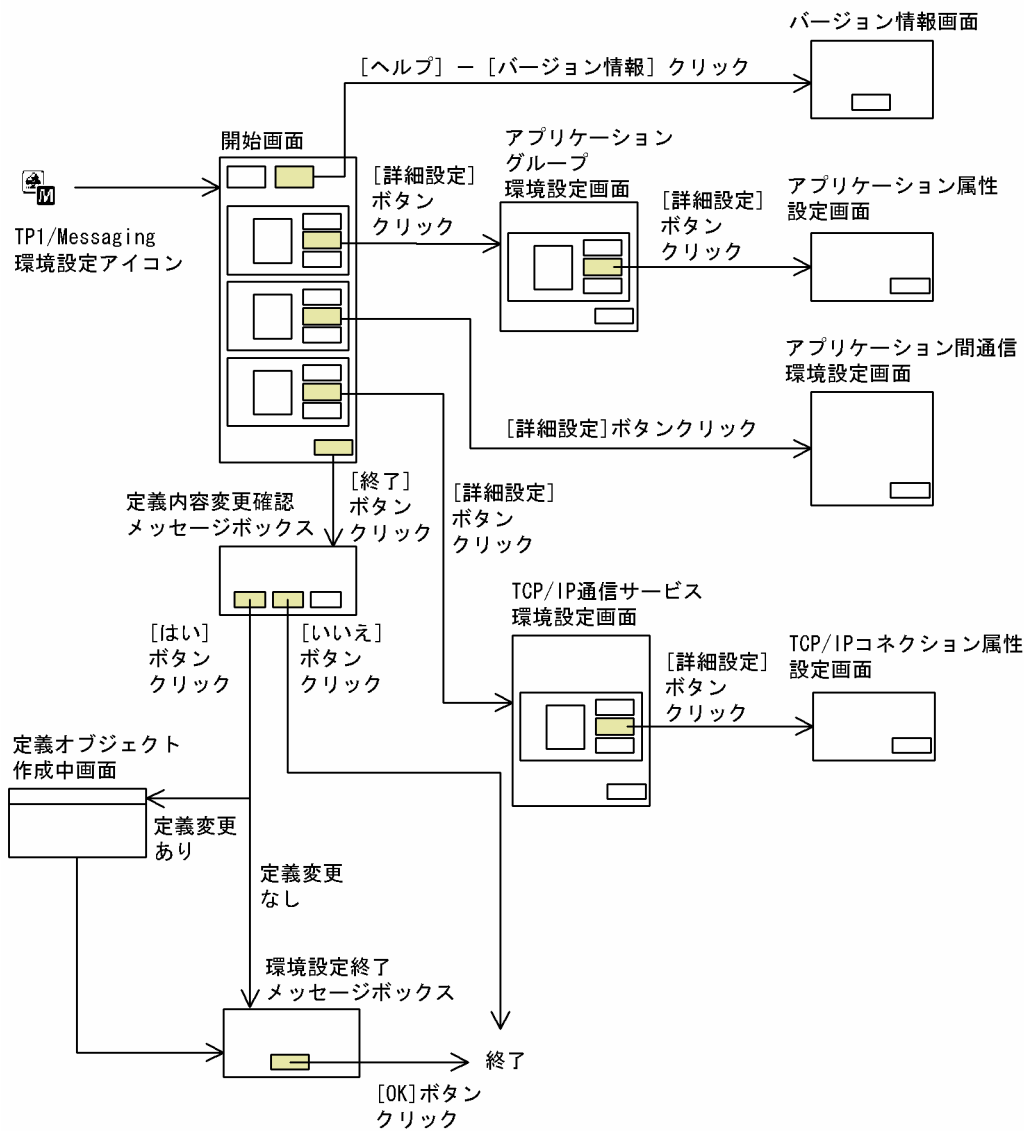 バージョン情報画面
[ヘルプ] － [バージョン情報] クリック
開始画面
アプリケーション
グループ
環境設定画面
[詳細設定]
ボタン
クリック
[詳細設定]
ボタン
クリック
アプリケーション属性
設定画面
M
TP1/Messaging
環境設定アイコン
アプリケーション間通信
環境設定画面
[詳細設定]ボタンクリック
[終了]
ボタン
クリック
[詳細設定]
ボタン
クリック
定義内容変更確認
メッセージボックス
TCP/IP通信サービス
環境設定画面
[はい]
ボタン
クリック
[いいえ]
ボタン
クリック
[詳細設定]
ボタン
クリック
TCP/IPコネクション属性
設定画面
定義オブジェクト
作成中画面
定義変更
あり
定義変更
なし
環境設定終了
メッセージボックス
終了
[OK]ボタン
クリック